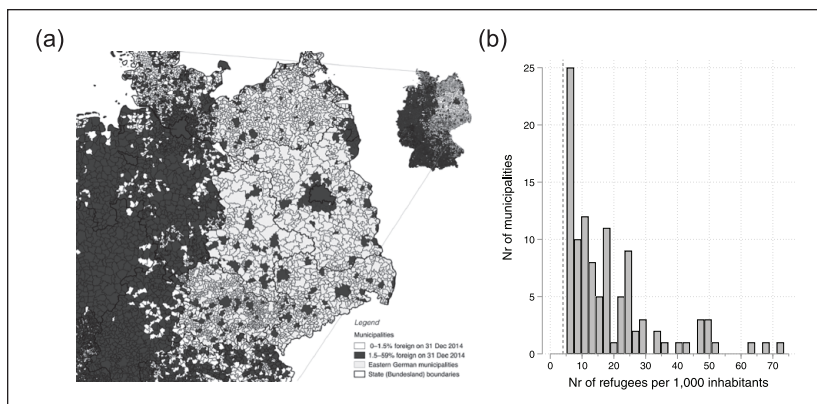 (a)
Legend
Municipalities
0–1.5% foreign on 31 Dec 2014
1.5–59% foreign on 31 Dec 2014
Eastern German municipalities
State (Bundesland) boundaries
(b)
Nr of municipalities
25
20
15
10
5
0
0 10 20 30 40 50 60 70
Nr of refugees per 1,000 inhabitants